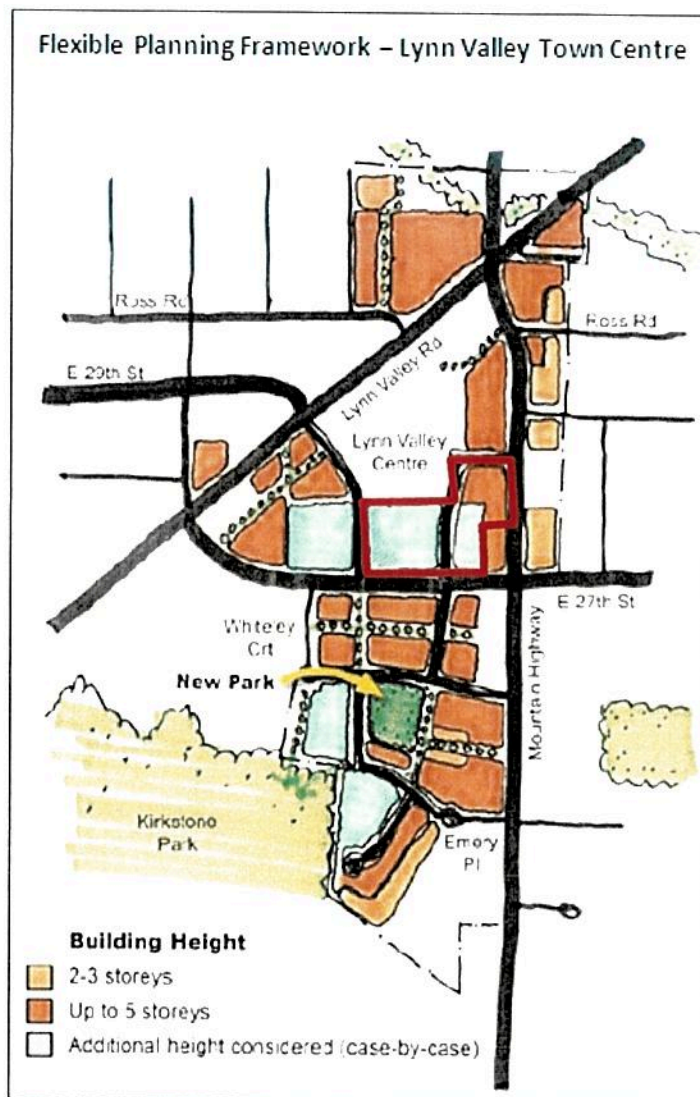 Flexible Planning Framework – Lynn Valley Town Centre
Ross Rd
Ross Rd
E 29th St
Lynn Valley Rd
Lynn Valley
Centre
E 27th St
Whiteley
Crt
New Park
Mountain Highway
Kirkstono
Park
Emory
Pl
Building Height
2-3 storeys
Up to 5 storeys
Additional height considered (case-by-case)